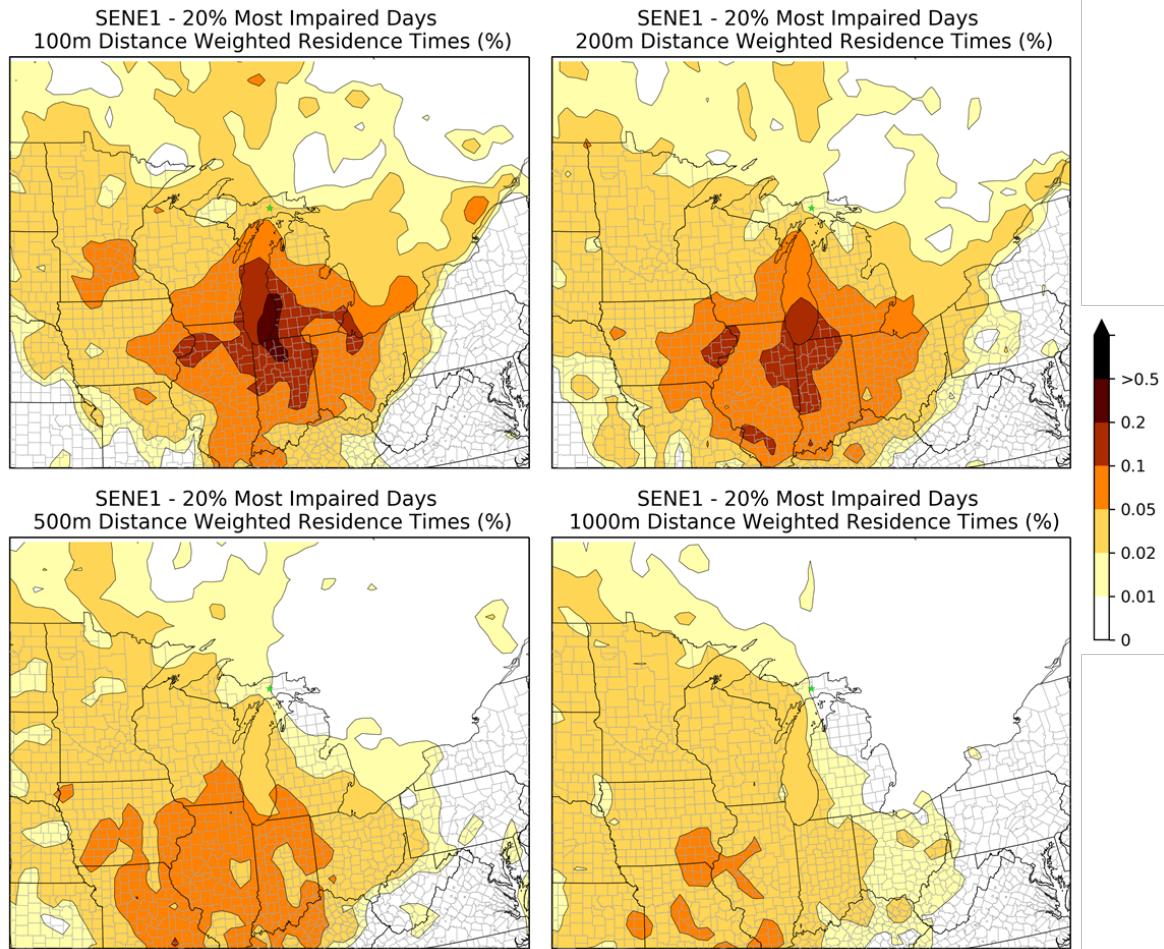 SENE1 - 20% Most Impaired Days
100m Distance Weighted Residence Times (%)
SENE1 - 20% Most Impaired Days
200m Distance Weighted Residence Times (%)
SENE1 - 20% Most Impaired Days
500m Distance Weighted Residence Times (%)
SENE1 - 20% Most Impaired Days
1000m Distance Weighted Residence Times (%)
>0.5
0.2
0.1
0.05
0.02
0.01
0